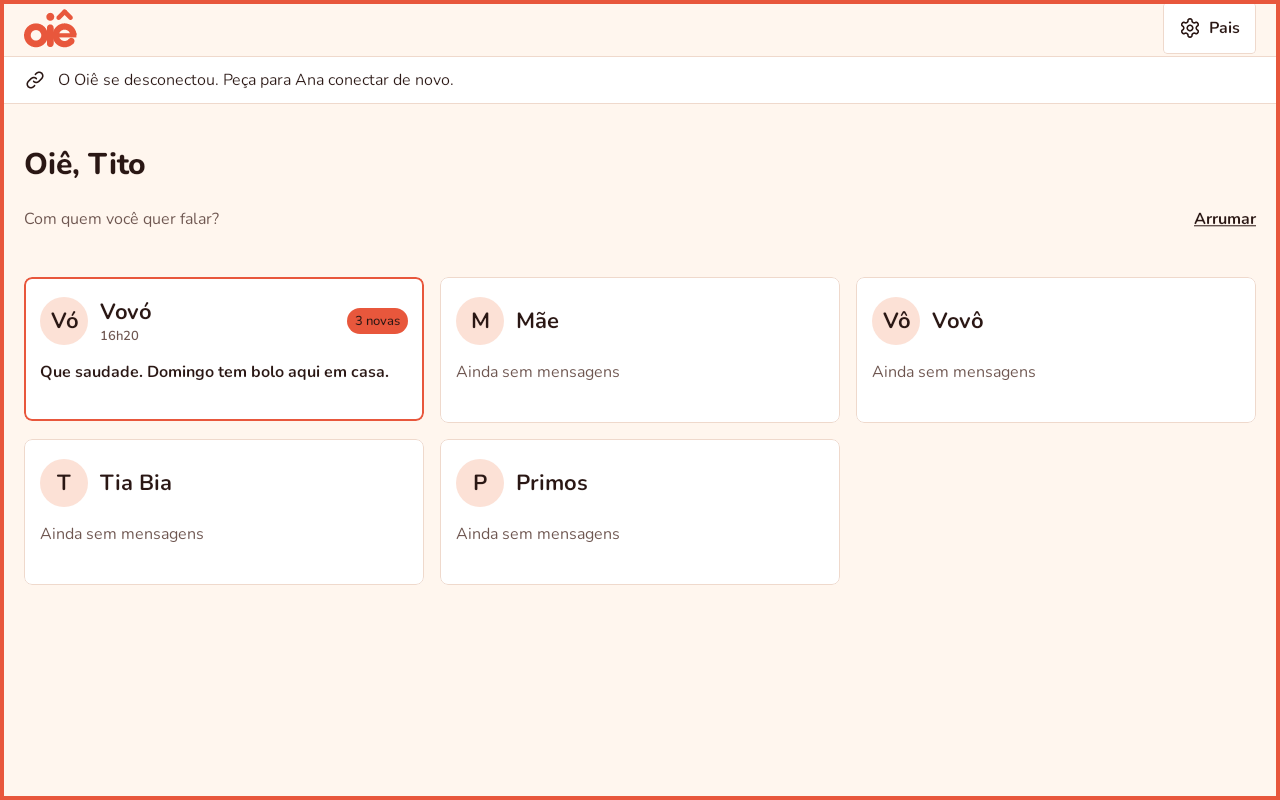 oiê
Pais
O Oiê se desconectou. Peça para Ana conectar de novo.
Oiê, Tito
Com quem você quer falar?
Arrumar
Vó
Vovó
16h20
3 novas
Que saudade. Domingo tem bolo aqui em casa.
M
Mãe
Ainda sem mensagens
Vô
Vovô
Ainda sem mensagens
T
Tia Bia
Ainda sem mensagens
P
Primos
Ainda sem mensagens